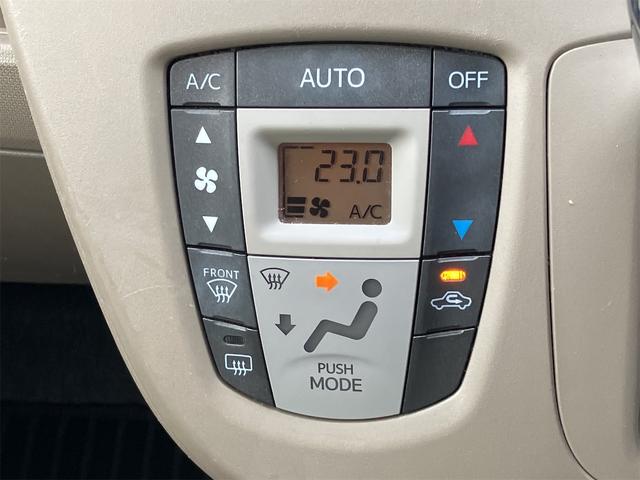 A/C
AUTO
OFF
23.0
A/C
FRONT
PUSH
MODE